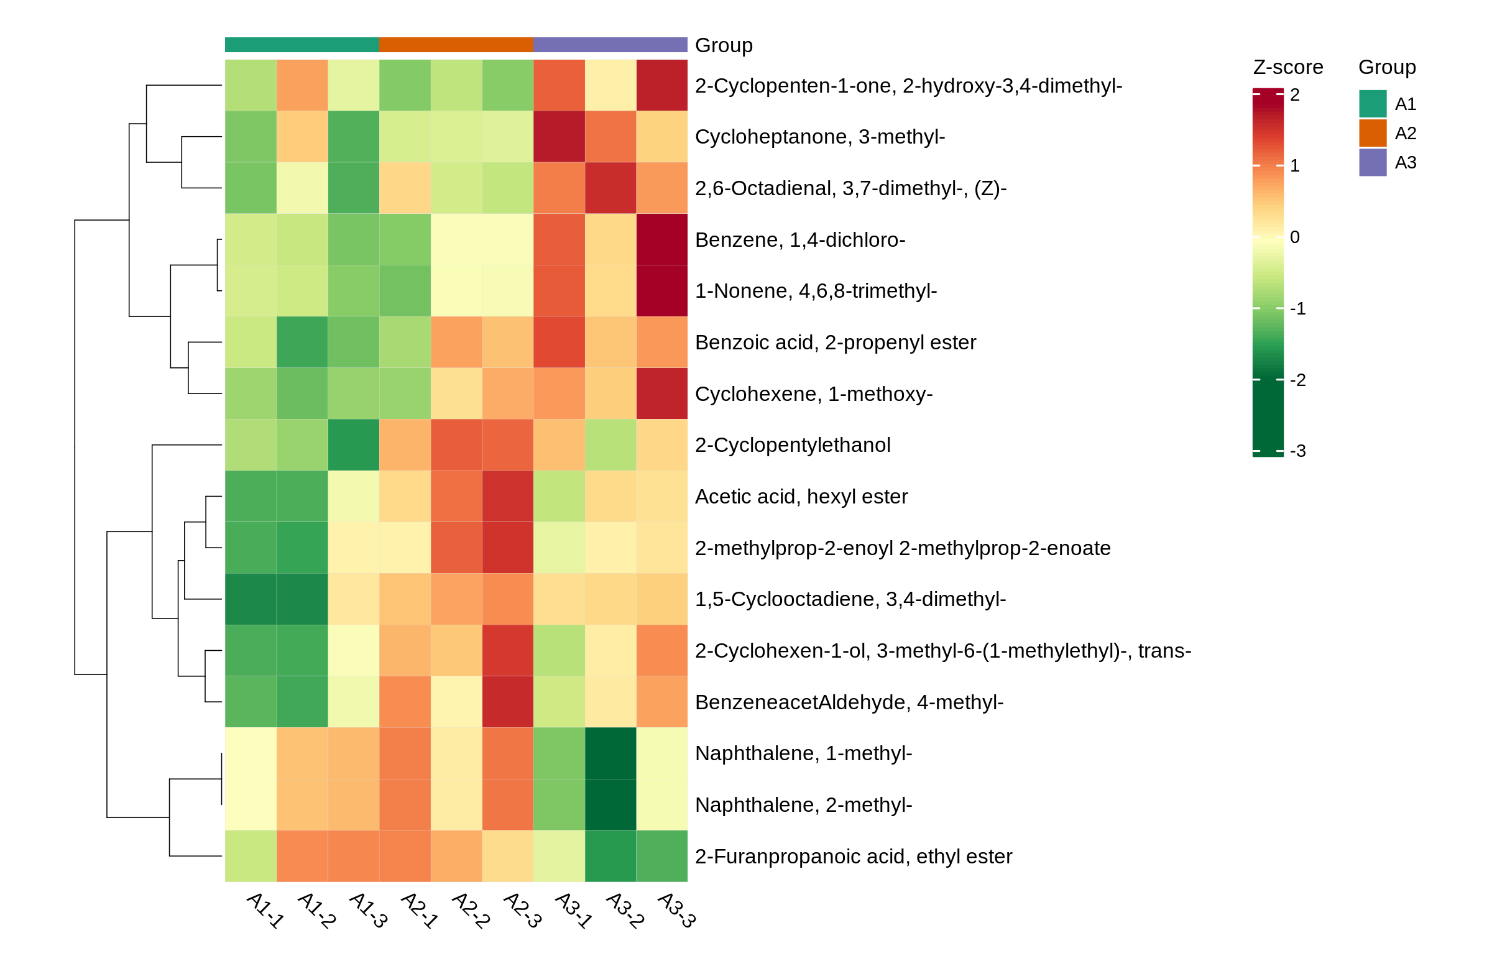 Group
2-Cyclopenten-1-one, 2-hydroxy-3,4-dimethyl-
Cycloheptanone, 3-methyl-
2,6-Octadienal, 3,7-dimethyl-, (Z)-
Benzene, 1,4-dichloro-
1-Nonene, 4,6,8-trimethyl-
Benzoic acid, 2-propenyl ester
Cyclohexene, 1-methoxy-
2-Cyclopentylethanol
Acetic acid, hexyl ester
2-methylprop-2-enoyl 2-methylprop-2-enoate
1,5-Cyclooctadiene, 3,4-dimethyl-
2-Cyclohexen-1-ol, 3-methyl-6-(1-methylethyl)-, trans-
BenzeneacetAldehyde, 4-methyl-
Naphthalene, 1-methyl-
Naphthalene, 2-methyl-
2-Furanpropanoic acid, ethyl ester
A1-1 A1-2 A1-3 A2-1 A2-2 A2-3 A3-1 A3-2 A3-3
Z-score
2
1
0
-1
-2
-3
Group
A1
A2
A3